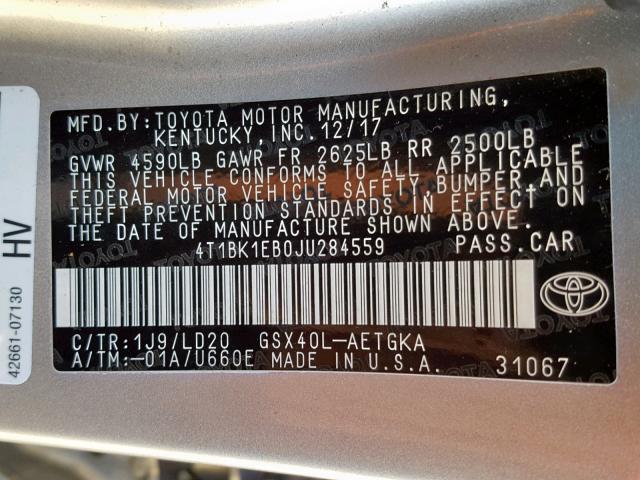 MFD.BY:TOYOTA MOTOR MANUFACTURING,
KENTUCKY,INC.12/17
GVWR 4590LB GAWR FR 2625LB RR 2500LB
THIS VEHICLE CONFORMS TO ALL APPLICABLE
FEDERAL MOTOR VEHICLE SAFETY,BUMPER,AND
THEFT PREVENTION STANDARDS IN EFFECT ON
THE DATE OF MANUFACTURE SHOWN ABOVE.
4T1BK1EB0JU284559 PASS.CAR
C/TR:1J9/LD20 GSX40L-AETGKA
A/TM:-01A/U660E MADE IN U.S.A. 31067
HV
42661-07130